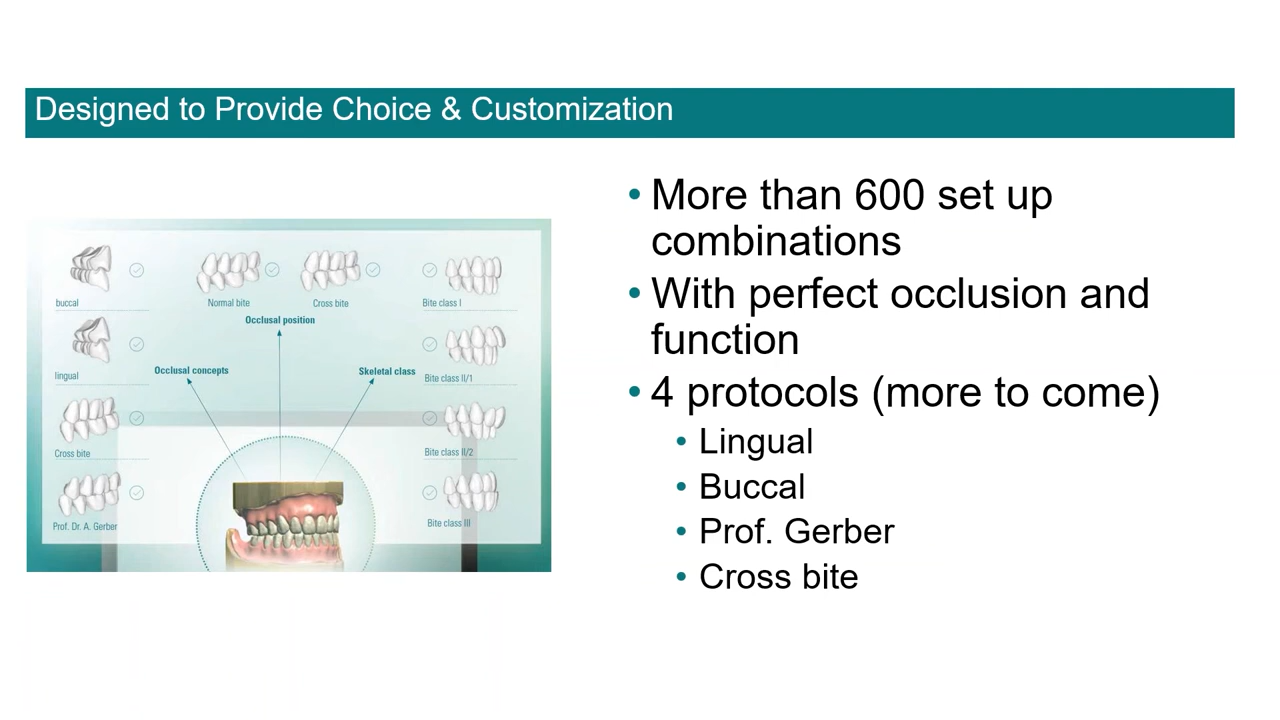 Designed to Provide Choice & Customization
buccal
Normal bite
Cross bite
Bite class I
Occlusal position
lingual
Occlusal concepts
Skeletal class
Bite class II/1
Cross bite
Bite class II/2
Prof. Dr. A. Gerber
Bite class III
• More than 600 set up
combinations
• With perfect occlusion and
function
• 4 protocols (more to come)
• Lingual
• Buccal
• Prof. Gerber
• Cross bite